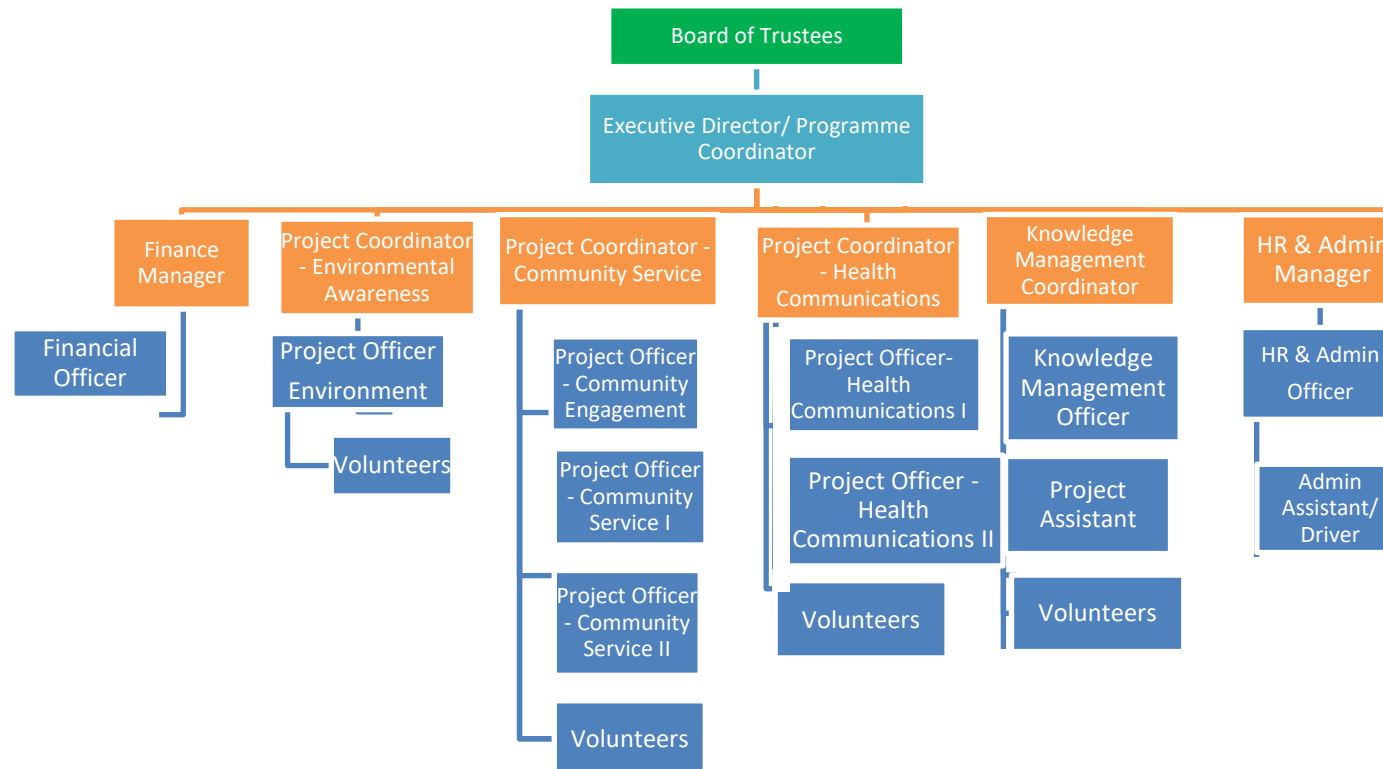 Board of Trustees
Executive Director/ Programme
Coordinator
Finance
Manager
Project Coordinator
- Environmental
Awareness
Project Coordinator -
Community Service
Project Coordinator
- Health
Communications
Knowledge
Management
Coordinator
HR & Admin
Manager
Financial
Officer
Project Officer
Environment
Volunteers
Project Officer
- Community
Engagement
Project Officer
- Community
Service I
Project Officer
- Community
Service II
Volunteers
Project Officer-
Health
Communications I
Project Officer -
Health
Communications II
Volunteers
Knowledge
Management
Officer
Project
Assistant
Volunteers
HR & Admin
Officer
Admin
Assistant/
Driver